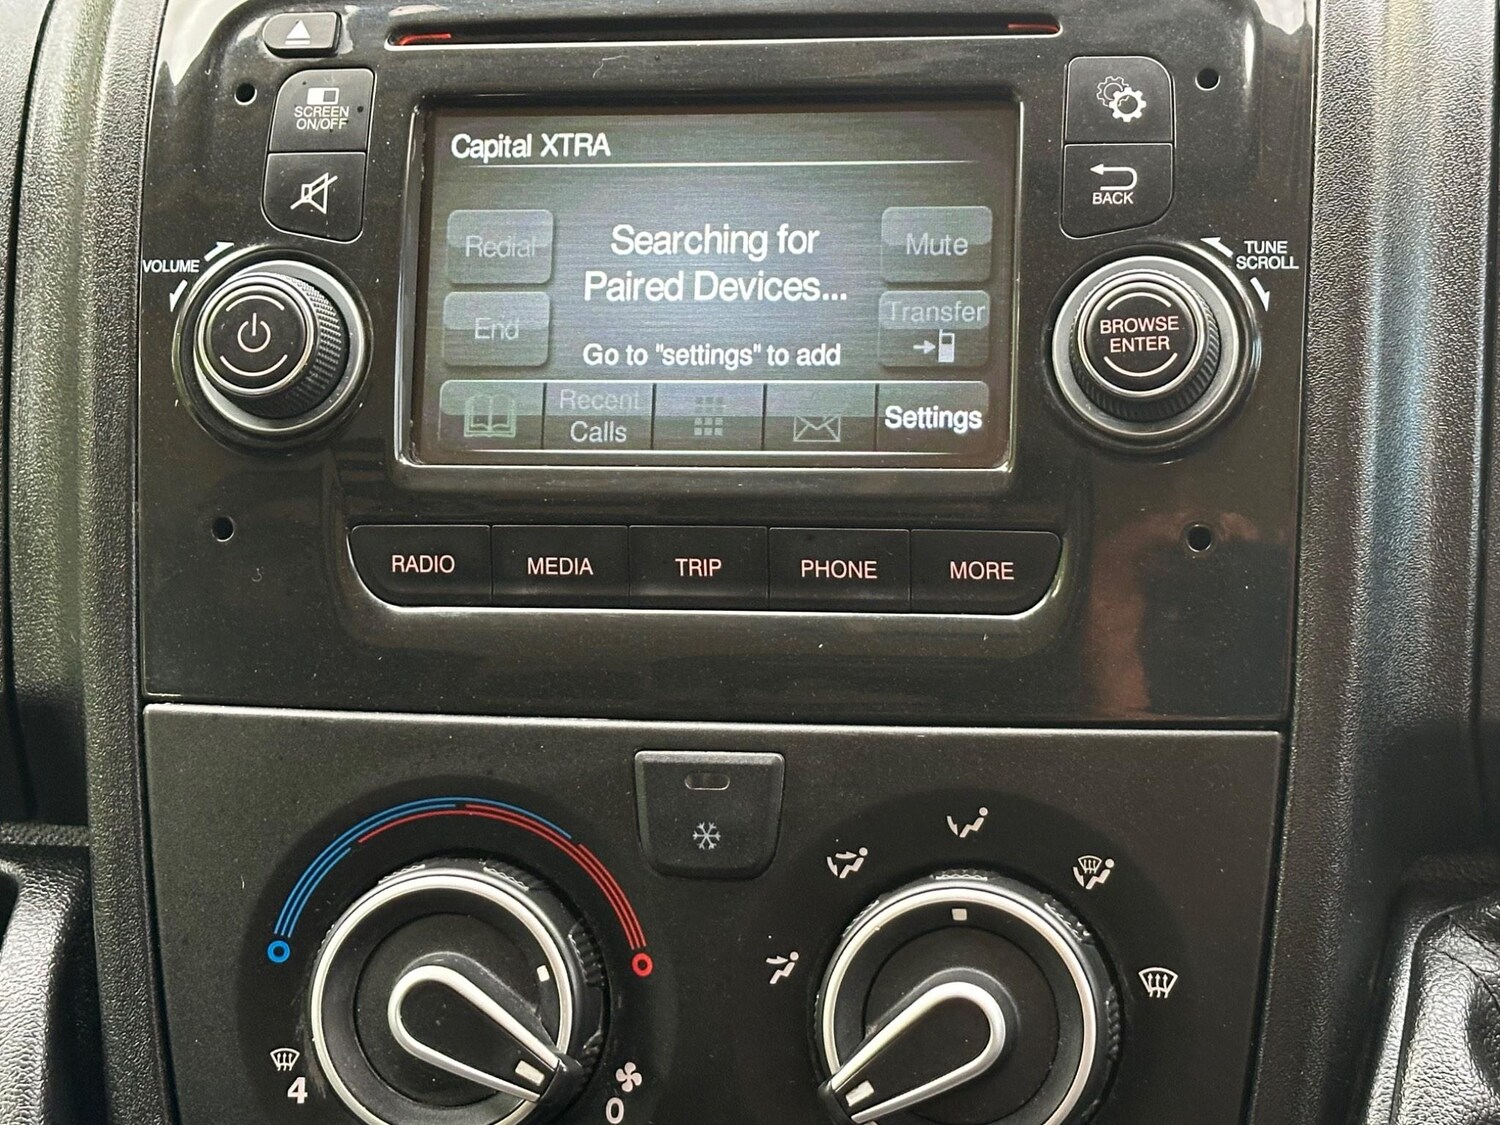 SCREEN
ON/OFF
Capital XTRA
BACK
VOLUME
TUNE
SCROLL
Redial
Searching for
Paired Devices...
Mute
End
Transfer
Go to "settings" to add
BROWSE
ENTER
Recent
Calls
Settings
RADIO MEDIA TRIP PHONE MORE
4
0